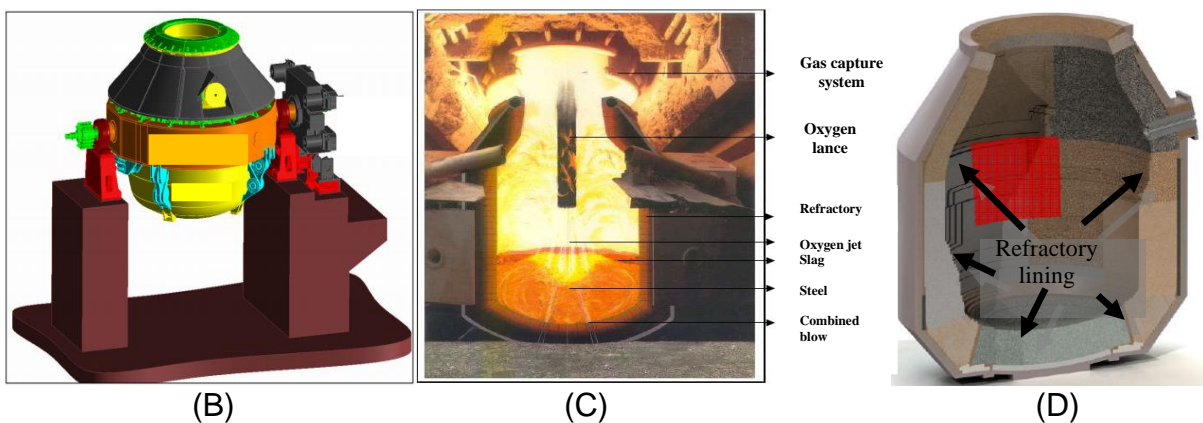 Gas capture
system
Oxygen
lance
Refractory
Oxygen jet
Slag
Steel
Combined
blow
Refractory
lining
(B)
(C)
(D)